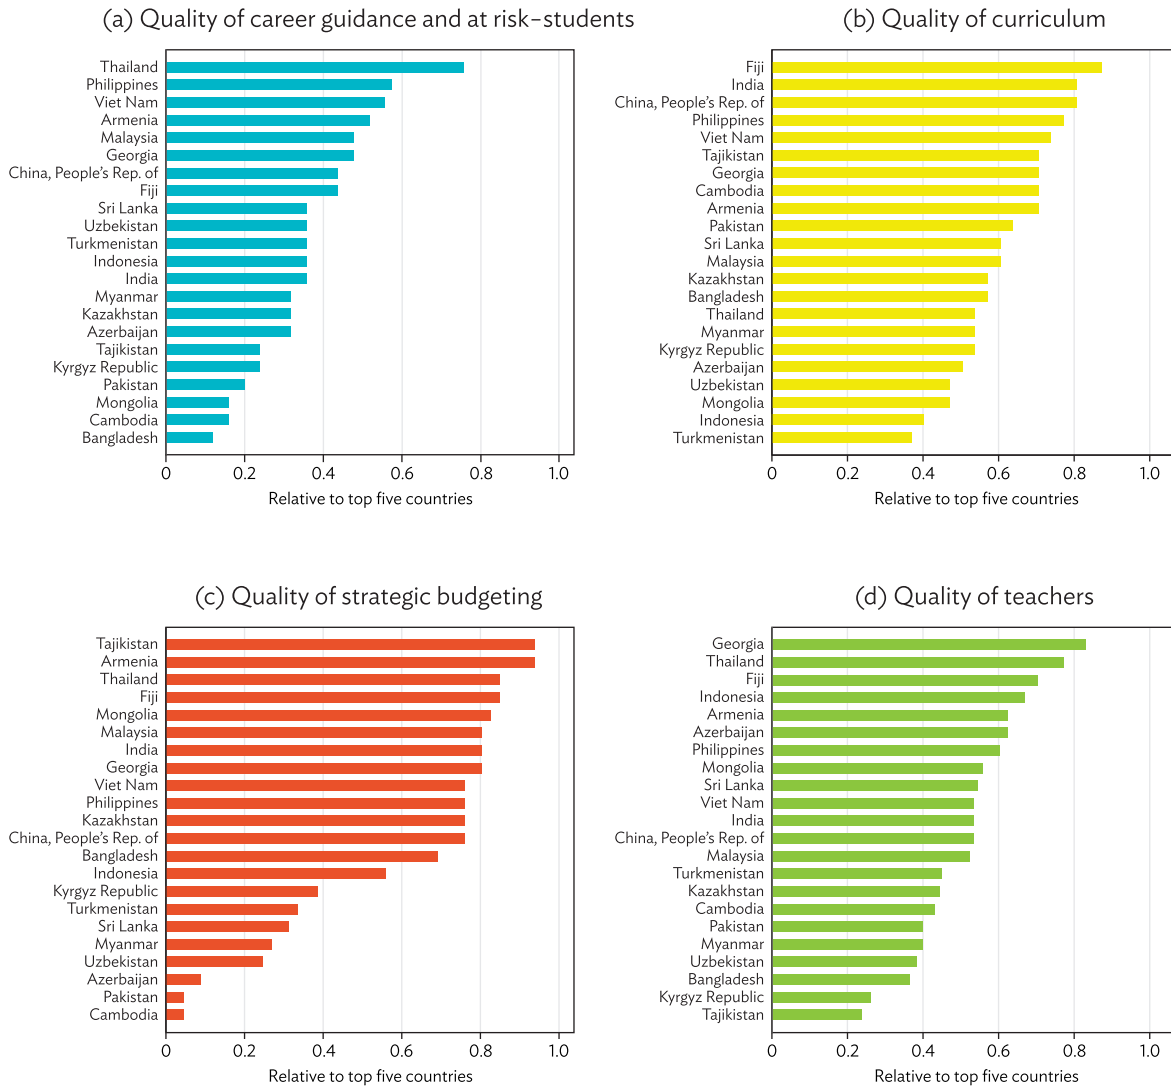 (a) Quality of career guidance and at risk–students
Thailand
Philippines
Viet Nam
Armenia
Malaysia
Georgia
China, People’s Rep. of
Fiji
Sri Lanka
Uzbekistan
Turkmenistan
Indonesia
India
Myanmar
Kazakhstan
Azerbaijan
Tajikistan
Kyrgyz Republic
Pakistan
Mongolia
Cambodia
Bangladesh
0 0.2 0.4 0.6 0.8 1.0
Relative to top five countries
(b) Quality of curriculum
Fiji
India
China, People’s Rep. of
Philippines
Viet Nam
Tajikistan
Georgia
Cambodia
Armenia
Pakistan
Sri Lanka
Malaysia
Kazakhstan
Bangladesh
Thailand
Myanmar
Kyrgyz Republic
Azerbaijan
Uzbekistan
Mongolia
Indonesia
Turkmenistan
0 0.2 0.4 0.6 0.8 1.0
Relative to top five countries
(c) Quality of strategic budgeting
Tajikistan
Armenia
Thailand
Fiji
Mongolia
Malaysia
India
Georgia
Viet Nam
Philippines
Kazakhstan
China, People’s Rep. of
Bangladesh
Indonesia
Kyrgyz Republic
Turkmenistan
Sri Lanka
Myanmar
Uzbekistan
Azerbaijan
Pakistan
Cambodia
0 0.2 0.4 0.6 0.8 1.0
Relative to top five countries
(d) Quality of teachers
Georgia
Thailand
Fiji
Indonesia
Armenia
Azerbaijan
Philippines
Mongolia
Sri Lanka
Viet Nam
India
China, People’s Rep. of
Malaysia
Turkmenistan
Kazakhstan
Cambodia
Pakistan
Myanmar
Uzbekistan
Bangladesh
Kyrgyz Republic
Tajikistan
0 0.2 0.4 0.6 0.8 1.0
Relative to top five countries